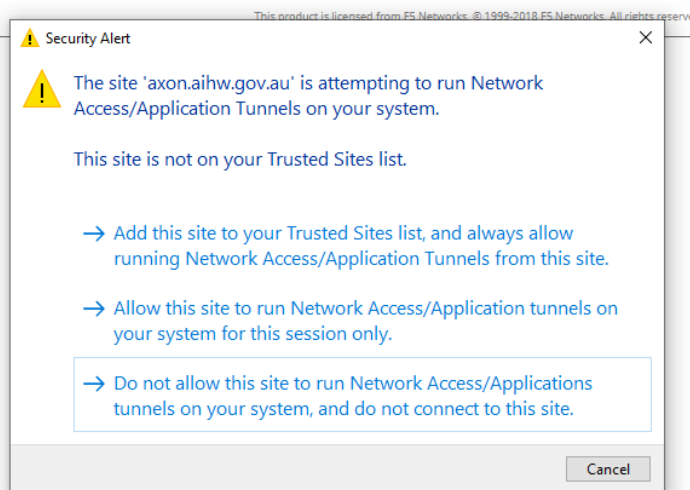 This product is licensed from F5 Networks. © 1999-2018 F5 Networks. All rights reserve
Security Alert
The site 'axon.aihw.gov.au' is attempting to run Network
Access/Application Tunnels on your system.
This site is not on your Trusted Sites list.
Add this site to your Trusted Sites list, and always allow
running Network Access/Application Tunnels from this site.
Allow this site to run Network Access/Application tunnels on
your system for this session only.
Do not allow this site to run Network Access/Applications
tunnels on your system, and do not connect to this site.
Cancel